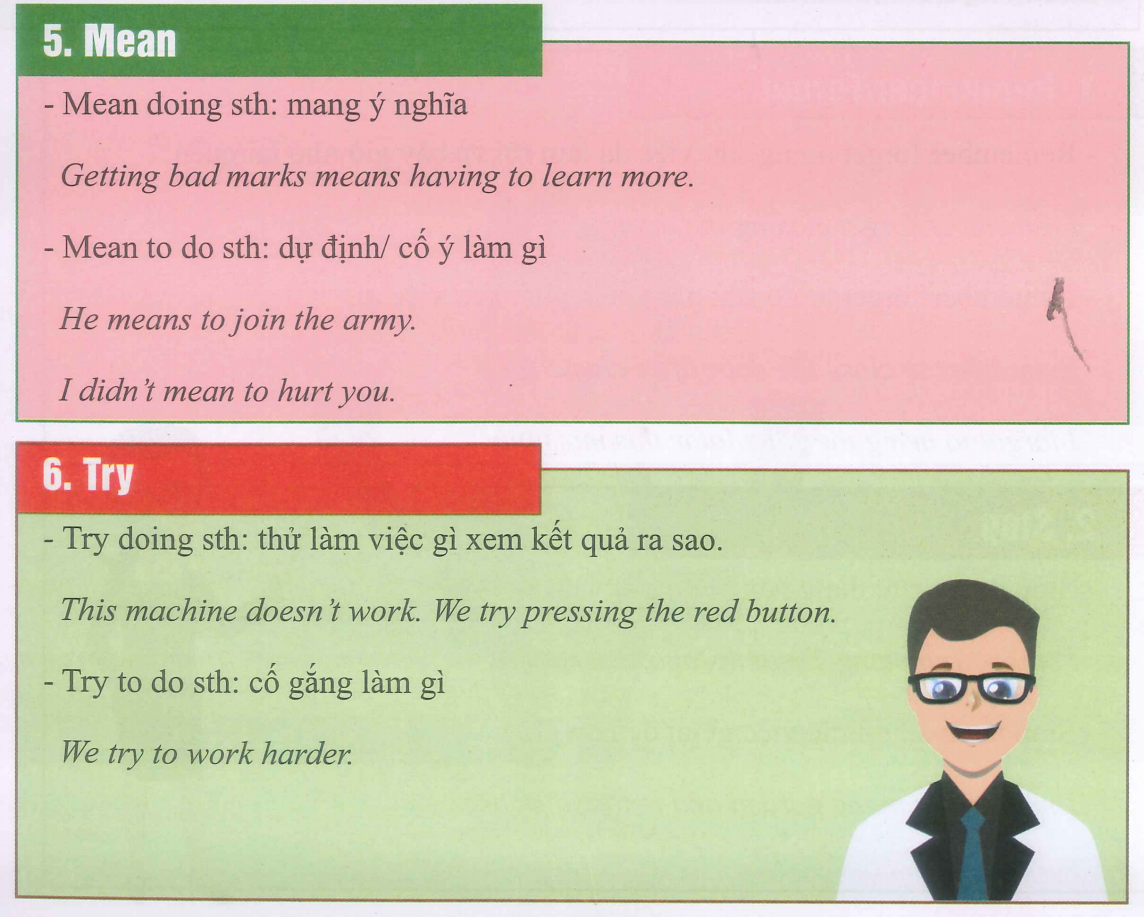 5. Mean
- Mean doing sth: mang ý nghĩa
Getting bad marks means having to learn more.
- Mean to do sth: dự định/ cố ý làm gì
He means to join the army.
I didn't mean to hurt you.
6. Try
- Try doing sth: thử làm việc gì xem kết quả ra sao.
This machine doesn't work. We try pressing the red button.
- Try to do sth: cố gắng làm gì
We try to work harder.